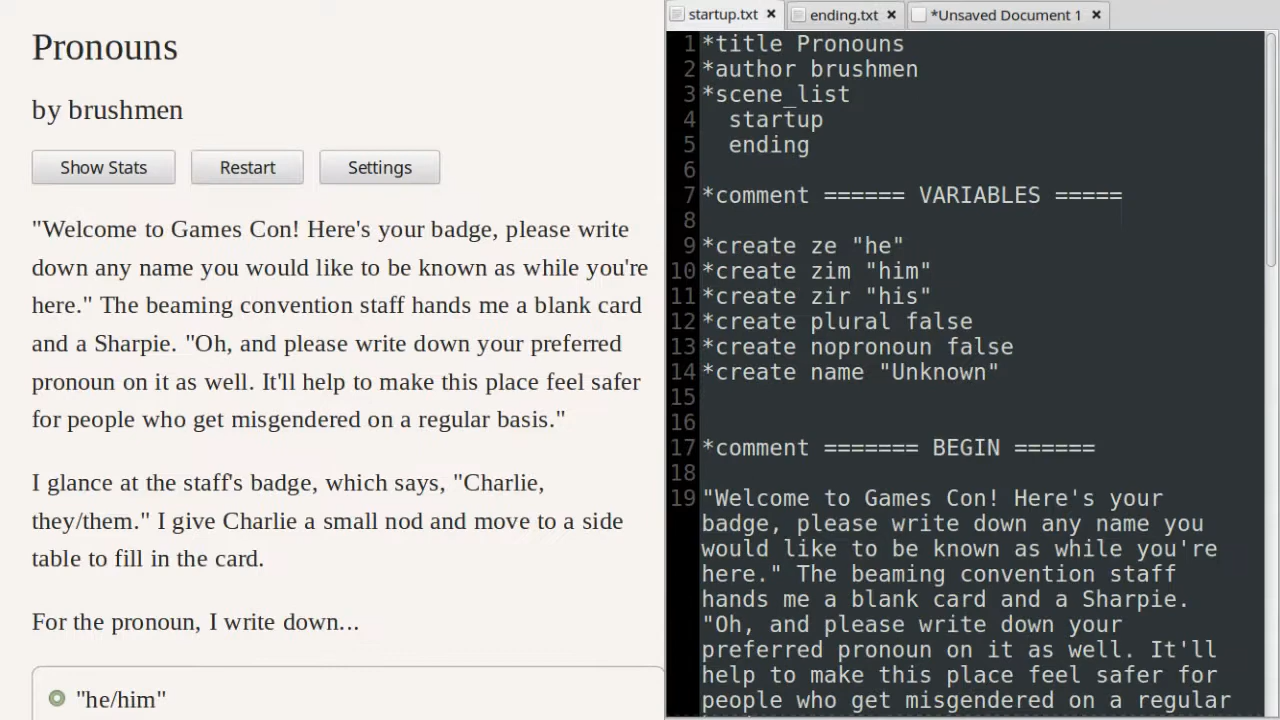 Pronouns
by brushmen
Show Stats
Restart
Settings
"Welcome to Games Con! Here's your badge, please write
down any name you would like to be known as while you're
here." The beaming convention staff hands me a blank card
and a Sharpie. "Oh, and please write down your preferred
pronoun on it as well. It'll help to make this place feel safer
for people who get misgendered on a regular basis."
I glance at the staff's badge, which says, "Charlie,
they/them." I give Charlie a small nod and move to a side
table to fill in the card.
For the pronoun, I write down...
"he/him"
startup.txt
ending.txt
*Unsaved Document 1
1 *title Pronouns
2 *author brushmen
3 *scene_list
4 startup
5 ending
6
7 *comment ====== VARIABLES =====
8
9 *create ze "he"
10 *create zim "him"
11 *create zir "his"
12 *create plural false
13 *create nopronoun false
14 *create name "Unknown"
15
16
17 *comment ======= BEGIN ======
18
19 "Welcome to Games Con! Here's your
badge, please write down any name you
would like to be known as while you're
here." The beaming convention staff
hands me a blank card and a Sharpie.
"Oh, and please write down your
preferred pronoun on it as well. It'll
help to make this place feel safer for
people who get misgendered on a regular